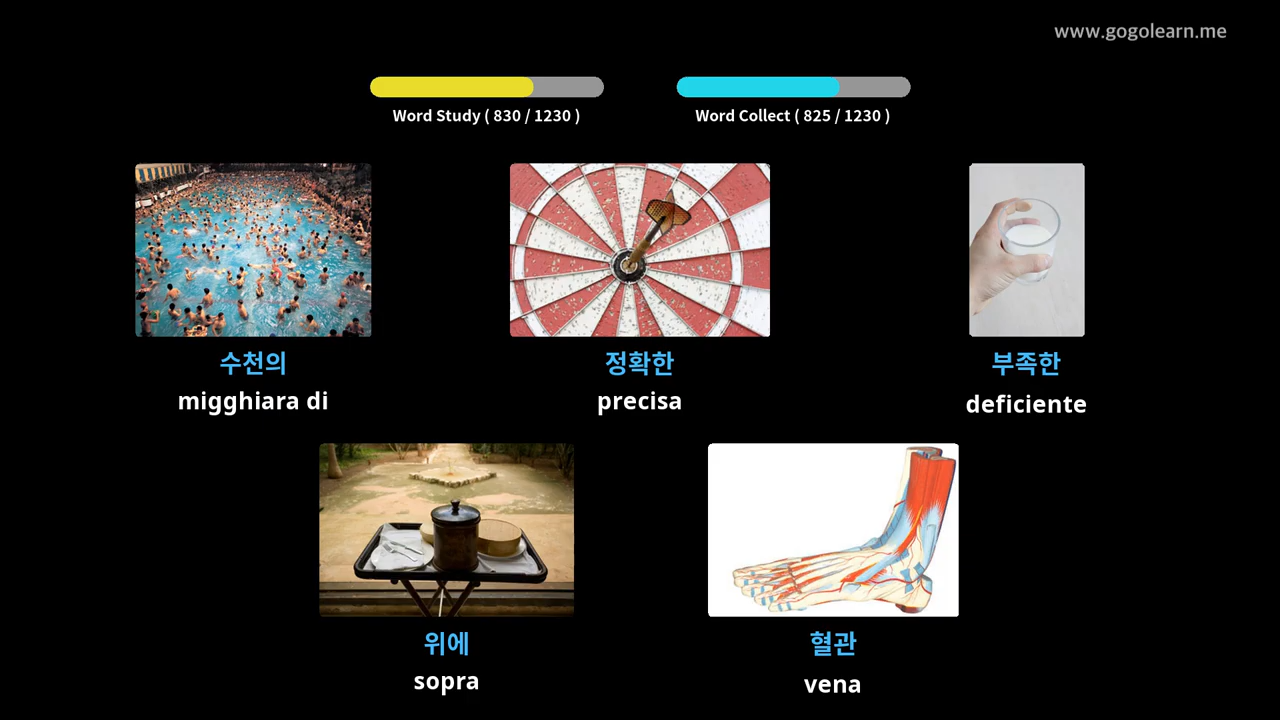 www.gogolearn.me
Word Study ( 830 / 1230 )
Word Collect ( 825 / 1230 )
수천의
migghiara di
정확한
precisa
부족한
deficiente
위에
sopra
혈관
vena